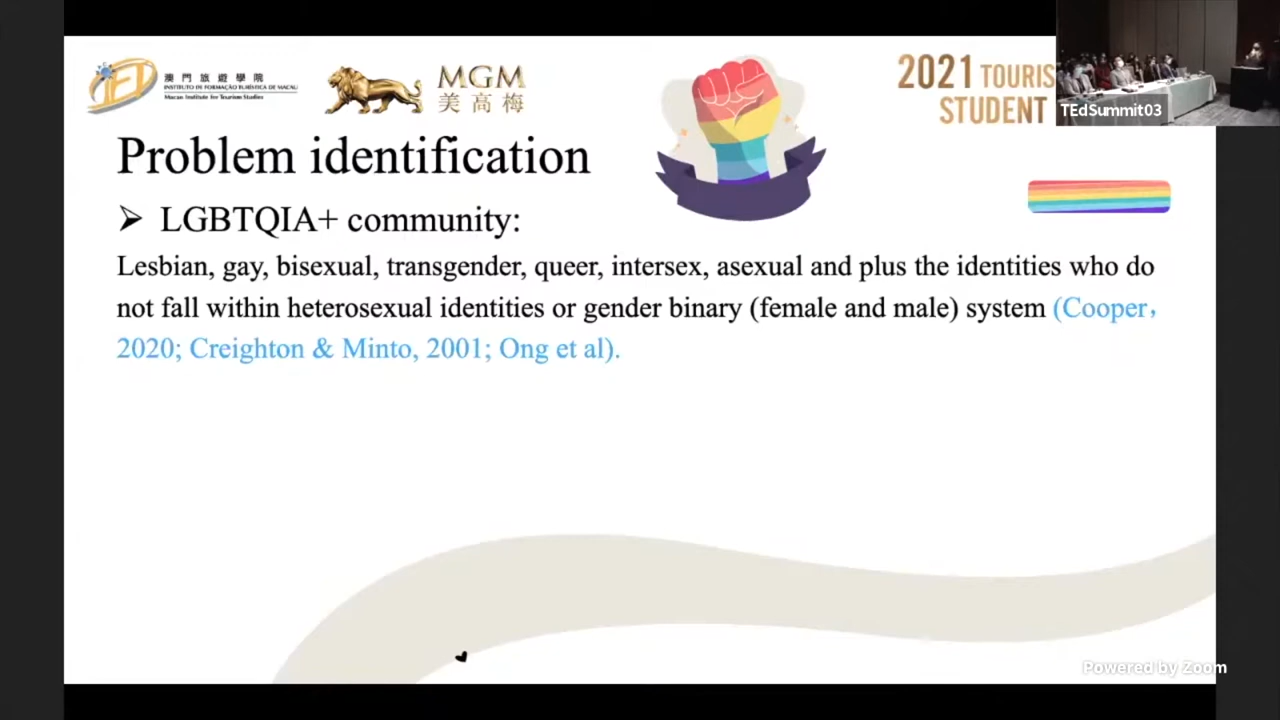 澳門旅遊學院
INSTITUTO DE FORMAÇÃO TURÍSTICA DE MACAU
Macao Institute for Tourism Studies
MGM
美高梅
2021 TOURIS
STUDENT
TEdSummit03
Problem identification
➢ LGBTQIA+ community:
Lesbian, gay, bisexual, transgender, queer, intersex, asexual and plus the identities who do
not fall within heterosexual identities or gender binary (female and male) system (Cooper，
2020; Creighton & Minto, 2001; Ong et al).
Powered by Zoom